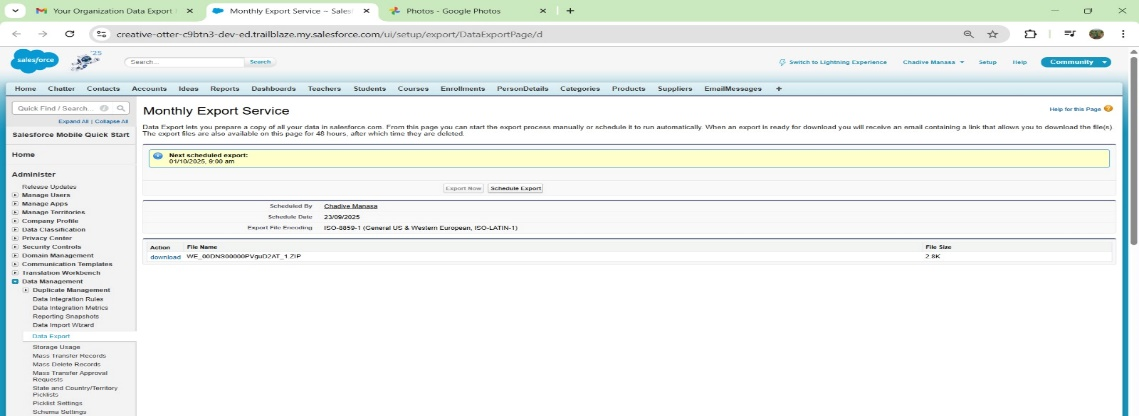 Your Organization Data Export
Monthly Export Service ~ Sales
Photos - Google Photos
creative-otter-c9btn3-dev-ed.trailblaze.my.salesforce.com/ui/setup/export/DataExportPage/d
salesforce
'25
Search...
Search
Switch to Lightning Experience
Chadive Manasa
Setup
Help
Community
Home Chatter Contacts Accounts Ideas Reports Dashboards Teachers Students Courses Enrollments PersonDetails Categories Products Suppliers EmailMessages +
Quick Find / Search...
Expand All | Collapse All
Salesforce Mobile Quick Start
Home
Administer
Release Updates
Manage Users
Manage Apps
Manage Territories
Company Profile
Data Classification
Privacy Center
Security Controls
Domain Management
Communication Templates
Translation Workbench
Data Management
Duplicate Management
Data Integration Rules
Data Integration Metrics
Reporting Snapshots
Data Import Wizard
Data Export
Storage Usage
Mass Transfer Records
Mass Delete Records
Mass Transfer Approval
Requests
State and Country/Territory
Picklists
Picklist Settings
Schema Settings
Monthly Export Service
Help for this Page
Data Export lets you prepare a copy of all your data in salesforce.com. From this page you can start the export process manually or schedule it to run automatically. When an export is ready for download you will receive an email containing a link that allows you to download the file(s).
The export files are also available on this page for 48 hours, after which time they are deleted.
Next scheduled export:
01/10/2025, 9:00 am
Export Now
Schedule Export
Scheduled By Chadive Manasa
Schedule Date 23/09/2025
Export File Encoding ISO-8859-1 (General US & Western European, ISO-LATIN-1)
Action File Name File Size
download WE_00DNS00000PVguD2AT_1.ZIP 2.8K